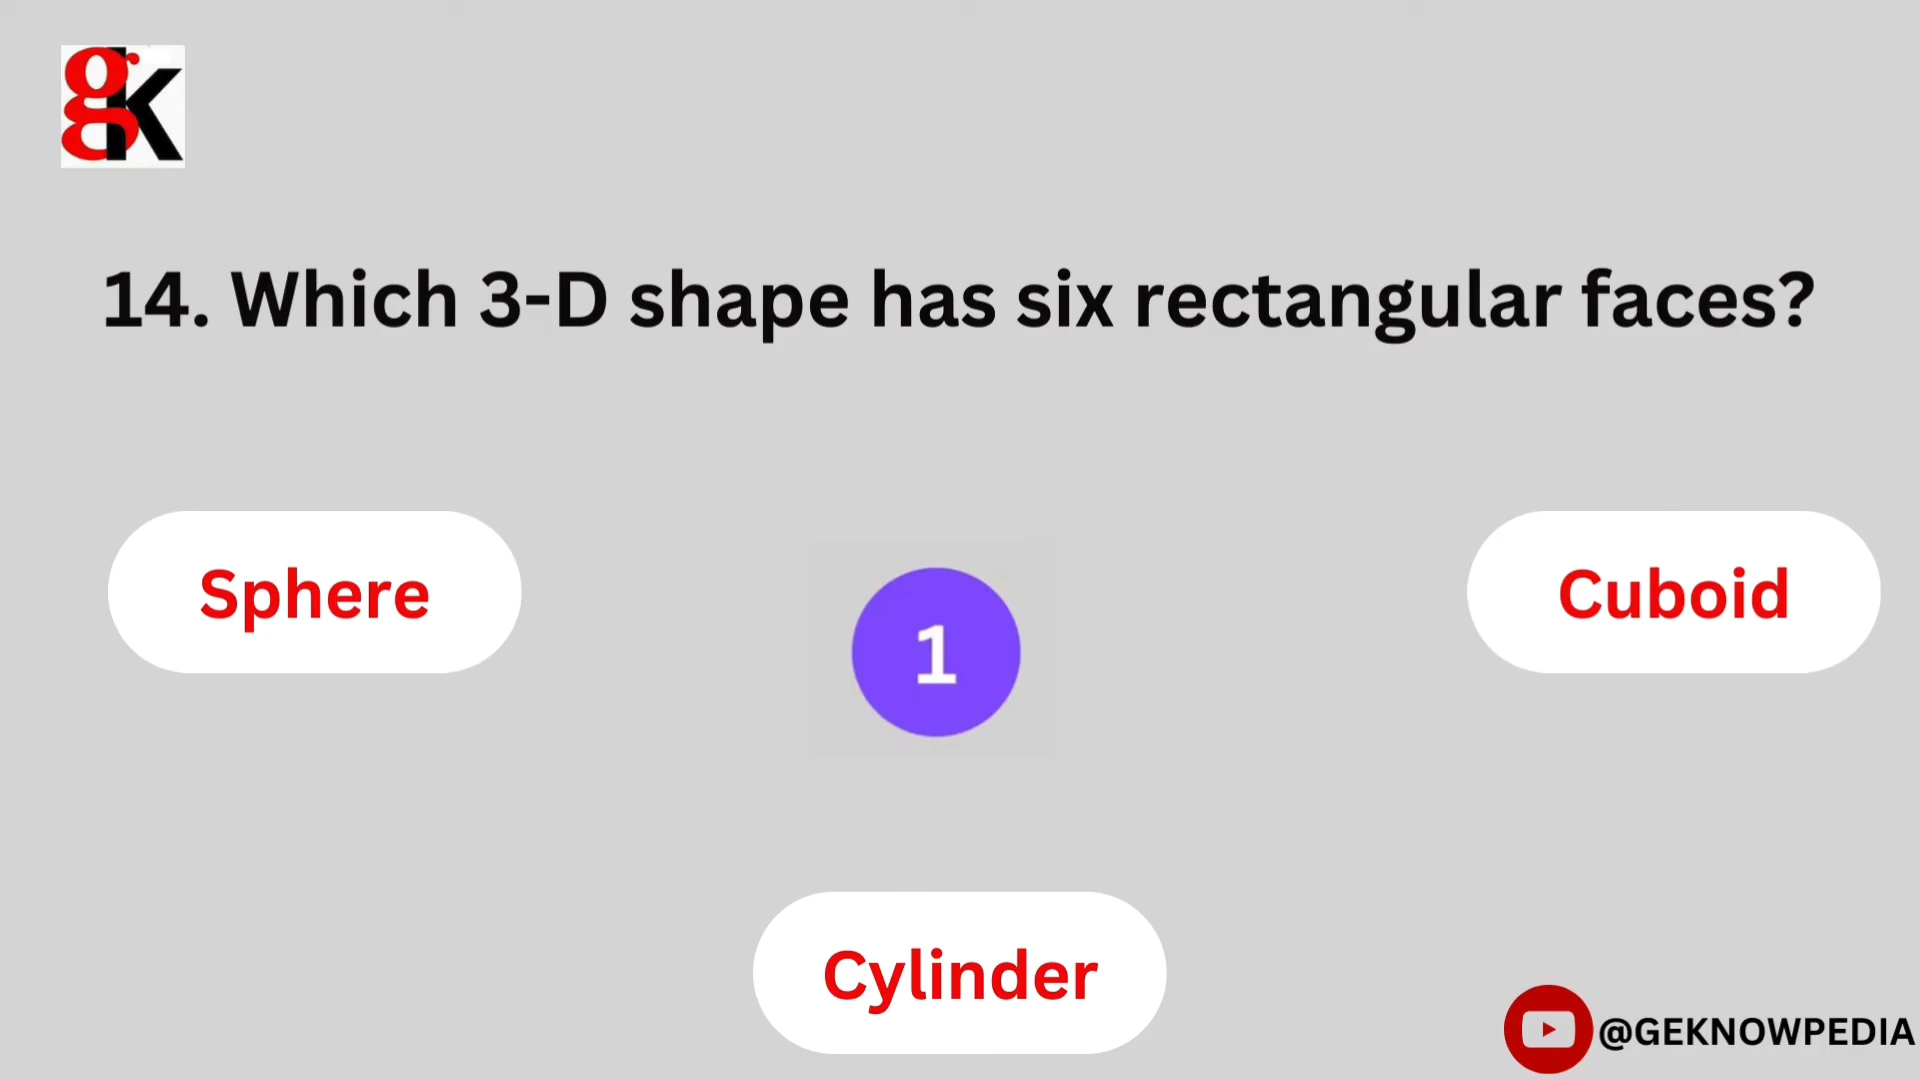 gk
14. Which 3-D shape has six rectangular faces?
Sphere
Cuboid
1
Cylinder
@GEKNOWPEDIA